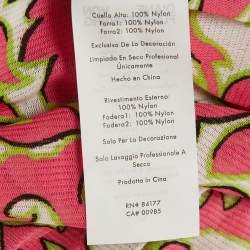 Cuello Alto: 100% Nylon
Forro1: 100% Nylon
Forro2: 100% Nylon
Exclusiva De La Decoración
Limpiado En Seco Profesional
Únicamente
Hecho en China
Rivestimento Esterno:
100% Nylon
Fodera1: 100% Nylon
Fodera2: 100% Nylon
Solo Per La Decorazione
Solo Lavaggio Professionale A
Secco
Prodotto in Cina
RN# 84177
CA# 00985